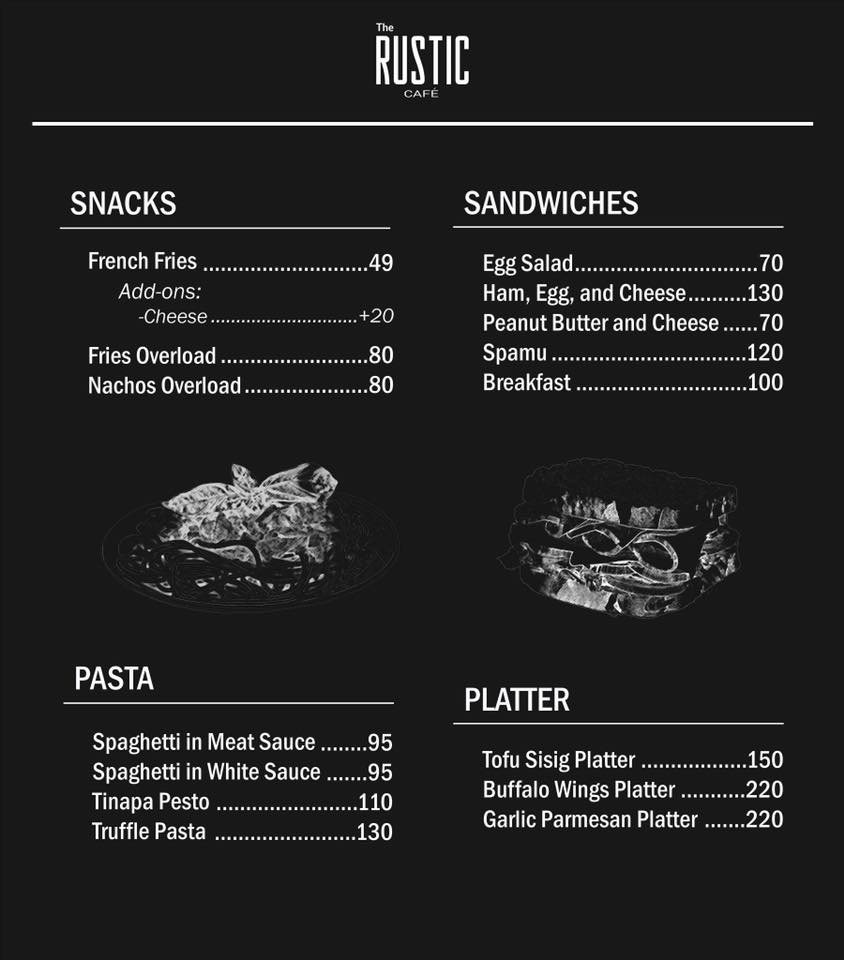 The
RUSTIC
CAFÉ
SNACKS
French Fries ............................49
Add-ons:
-Cheese ............................+20
Fries Overload .........................80
Nachos Overload .....................80
SANDWICHES
Egg Salad...............................70
Ham, Egg, and Cheese..........130
Peanut Butter and Cheese ......70
Spamu .................................120
Breakfast .............................100
PASTA
Spaghetti in Meat Sauce ........95
Spaghetti in White Sauce .......95
Tinapa Pesto ........................110
Truffle Pasta ........................130
PLATTER
Tofu Sisig Platter ..................150
Buffalo Wings Platter ...........220
Garlic Parmesan Platter .......220